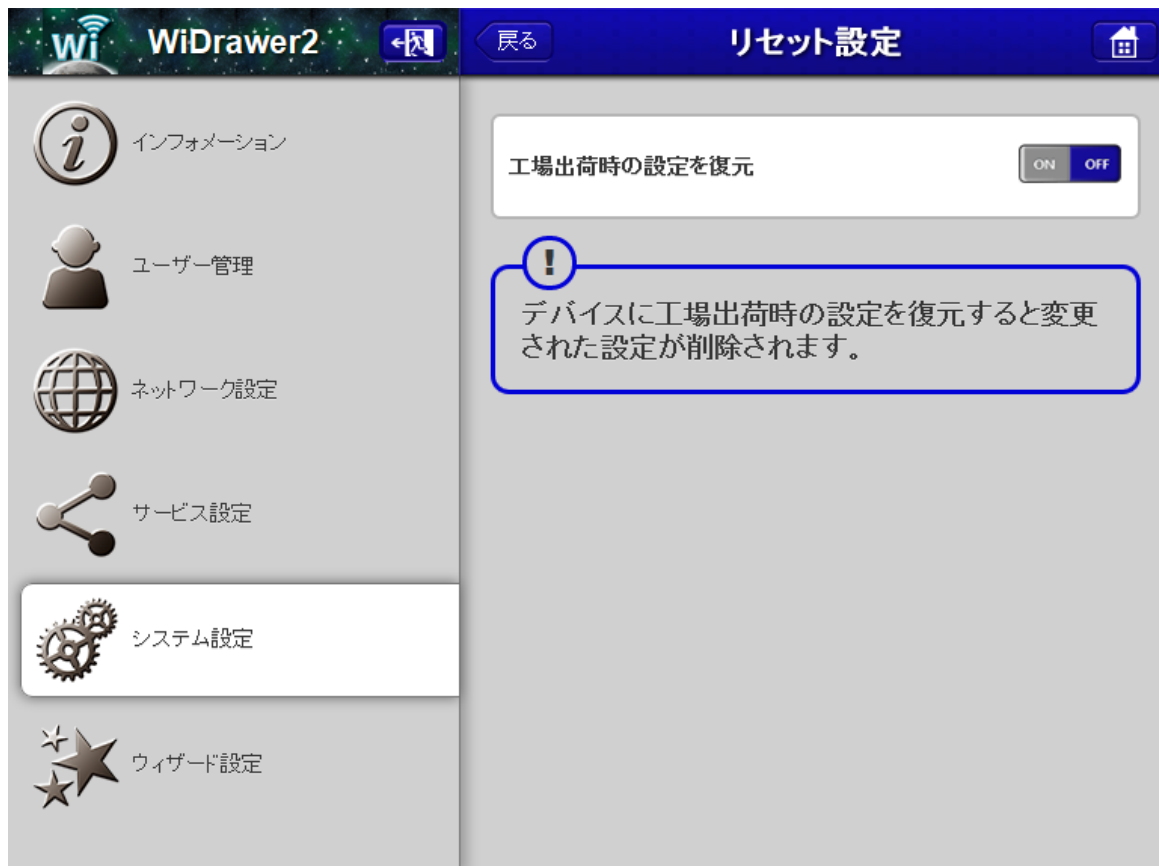 Wi
WiDrawer2
戻る
リセット設定
インフォメーション
ユーザー管理
ネットワーク設定
サービス設定
システム設定
ウィザード設定
工場出荷時の設定を復元
ON OFF
!
デバイスに工場出荷時の設定を復元すると変更
された設定が削除されます。